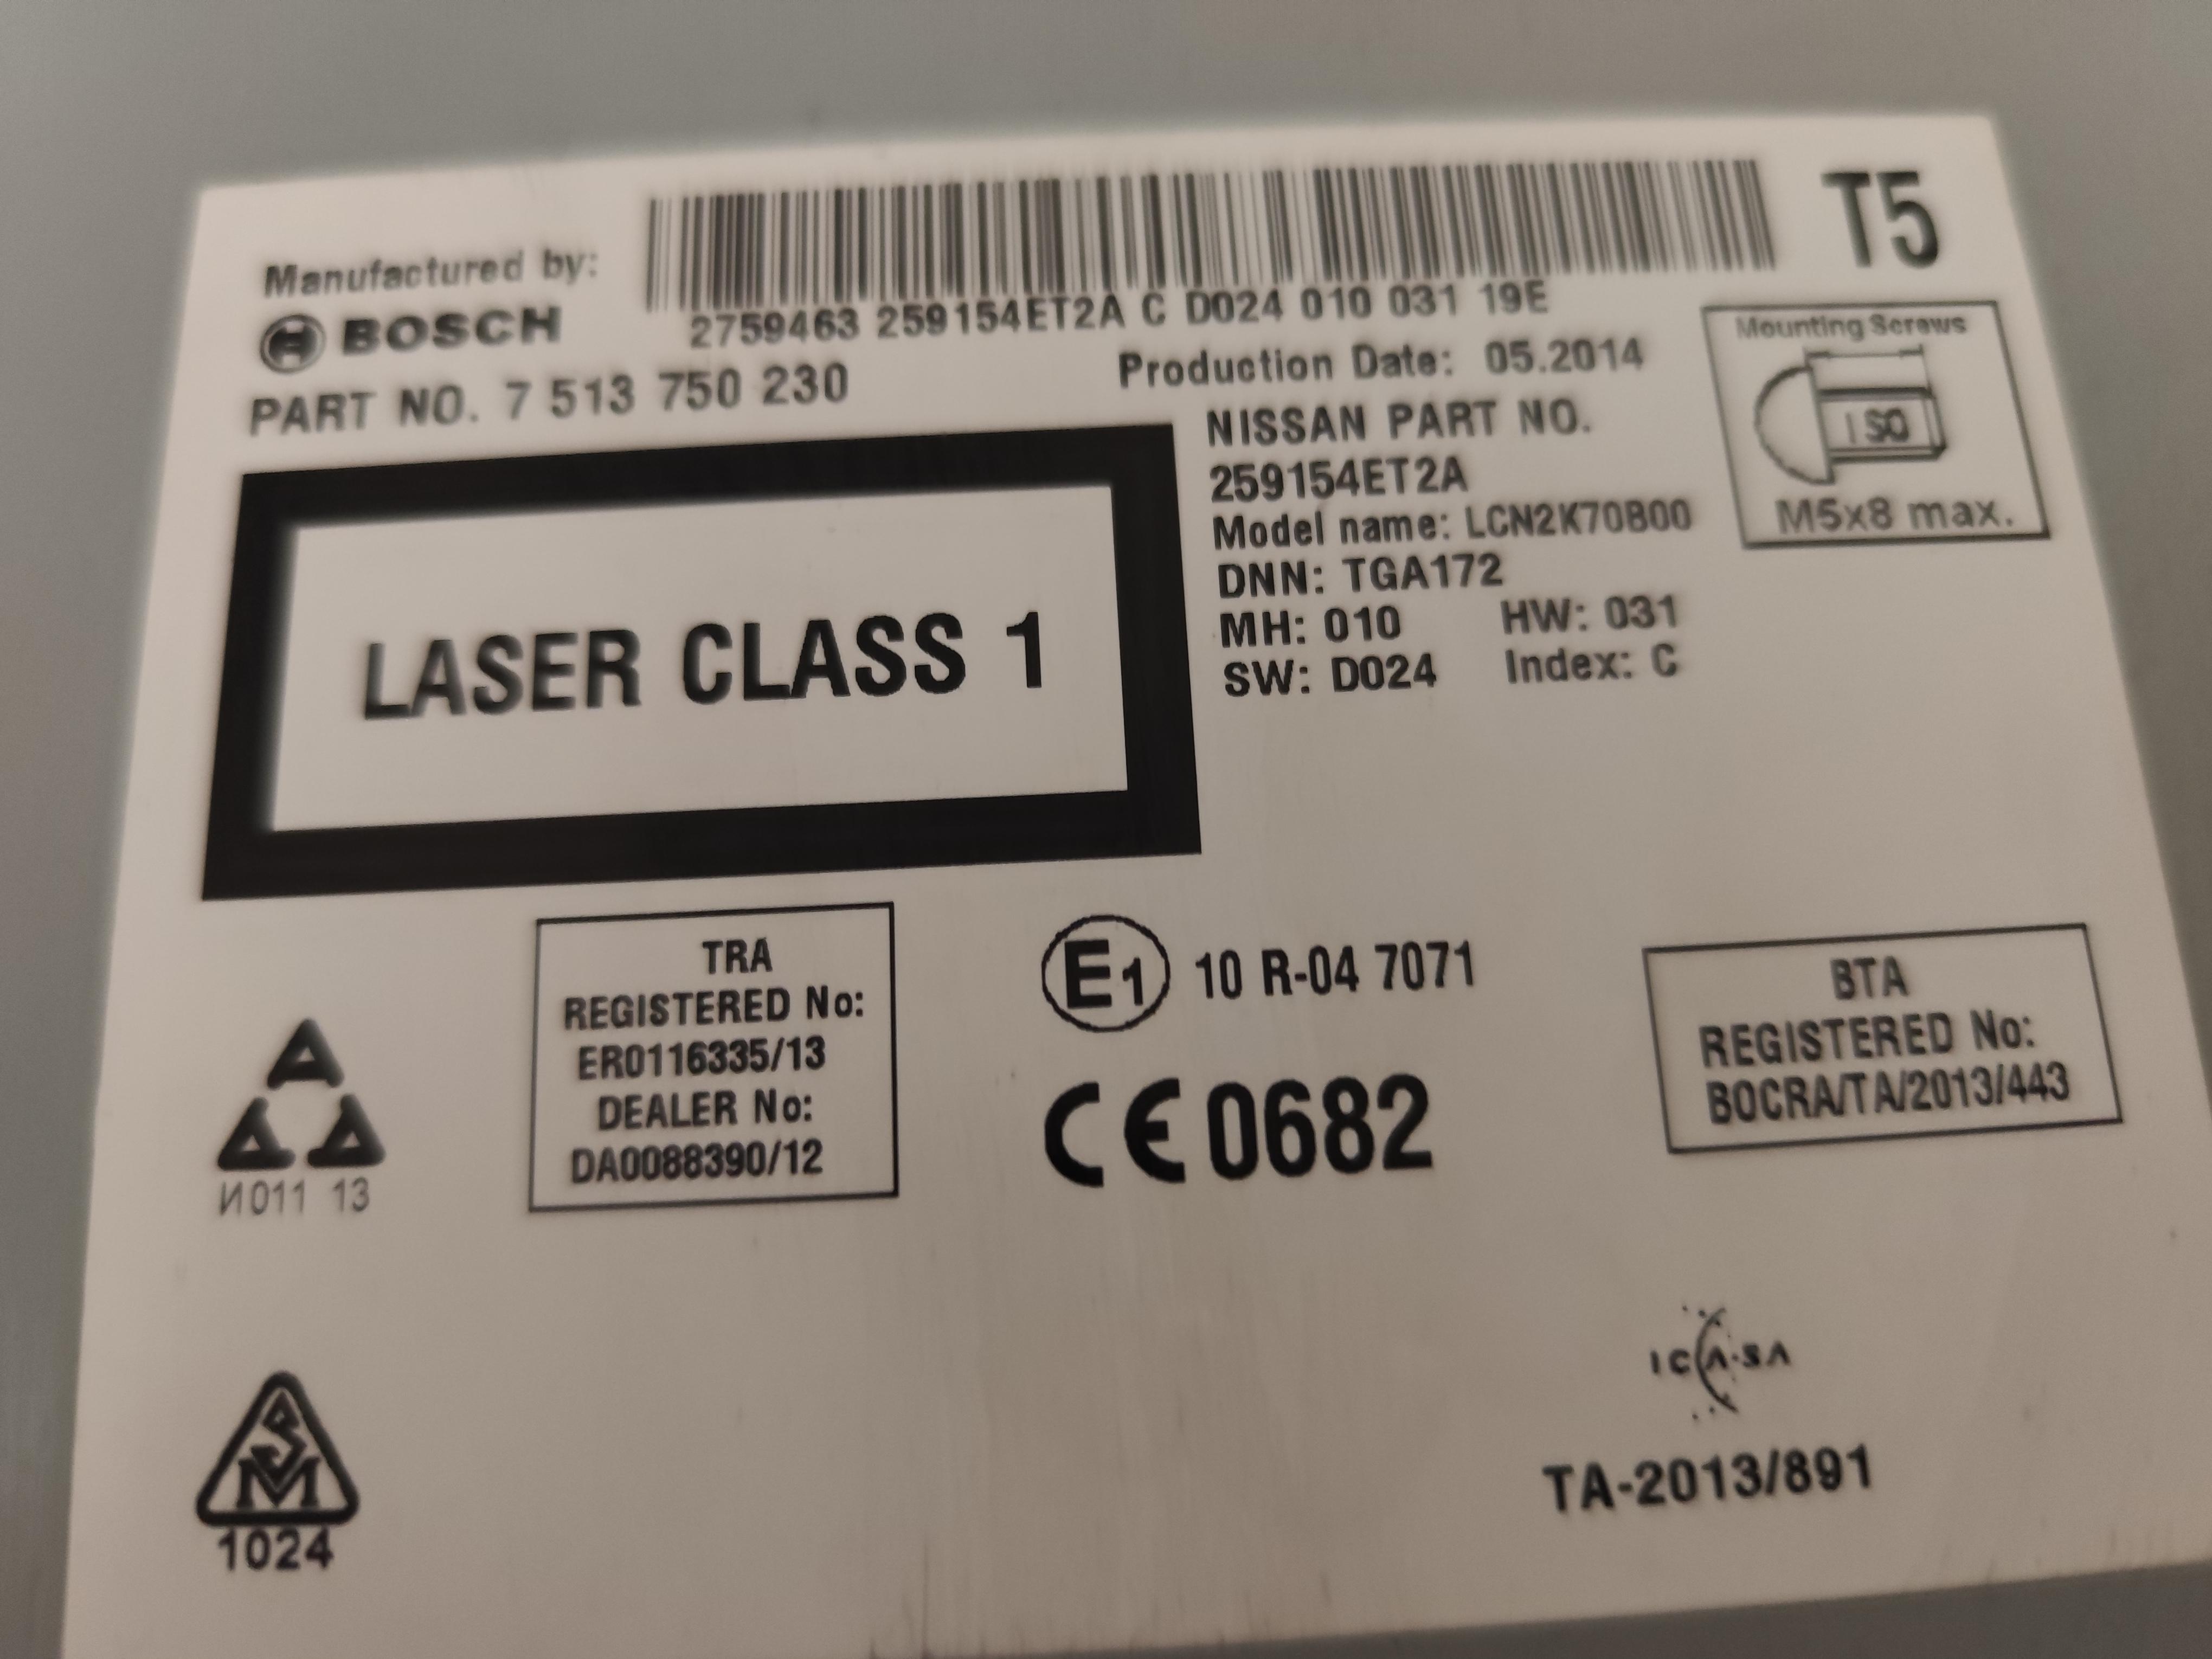 T5
Manufactured by:
BOSCH
2759463 259154ET2A C D024 010 031 19E
PART NO. 7 513 750 230
Production Date: 05.2014
Mounting Screws
ISO
M5x8 max.
NISSAN PART NO.
259154ET2A
Model name: LCN2K70B00
DNN: TGA172
MH: 010 HW: 031
SW: D024 Index: C
LASER CLASS 1
TRA
REGISTERED No:
ER0116335/13
DEALER No:
DA0088390/12
E1 10 R-04 7071
CE 0682
BTA
REGISTERED No:
BOCRA/TA/2013/443
И011 13
SM
1024
ICASA
TA-2013/891